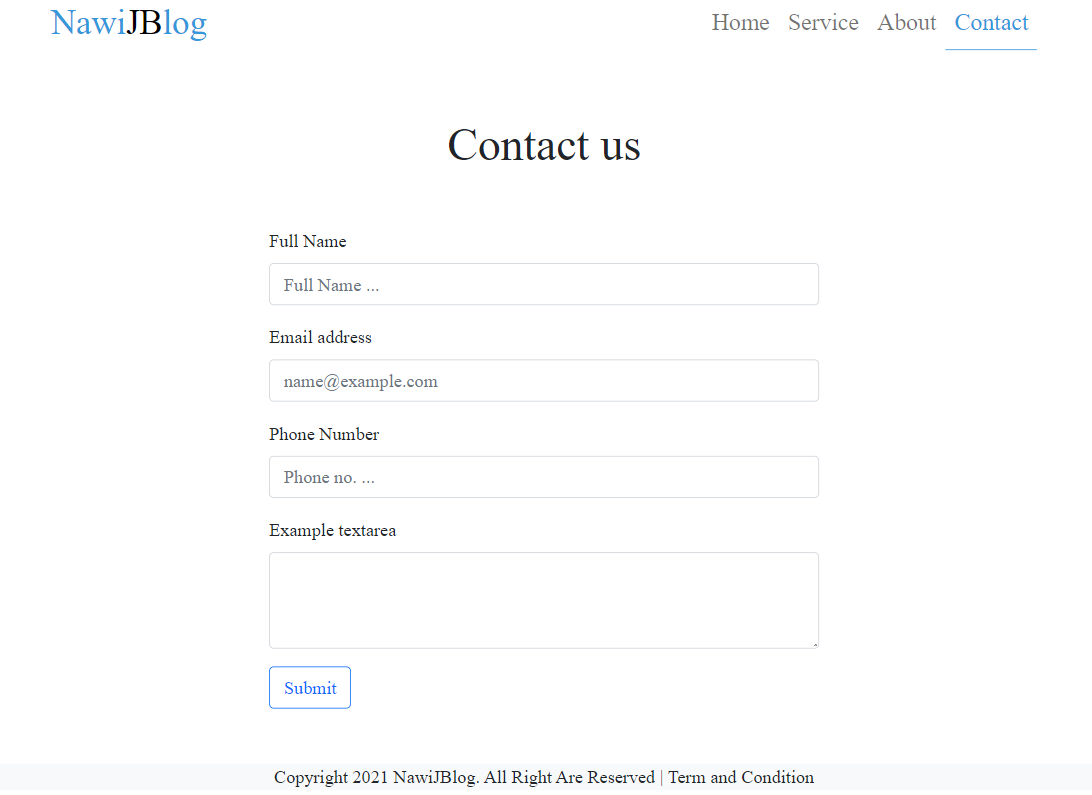 NawiJBlog Home Service About Contact
Contact us
Full Name
Full Name ...
Email address
name@example.com
Phone Number
Phone no. ...
Example textarea
Submit
Copyright 2021 NawiJBlog. All Right Are Reserved | Term and Condition